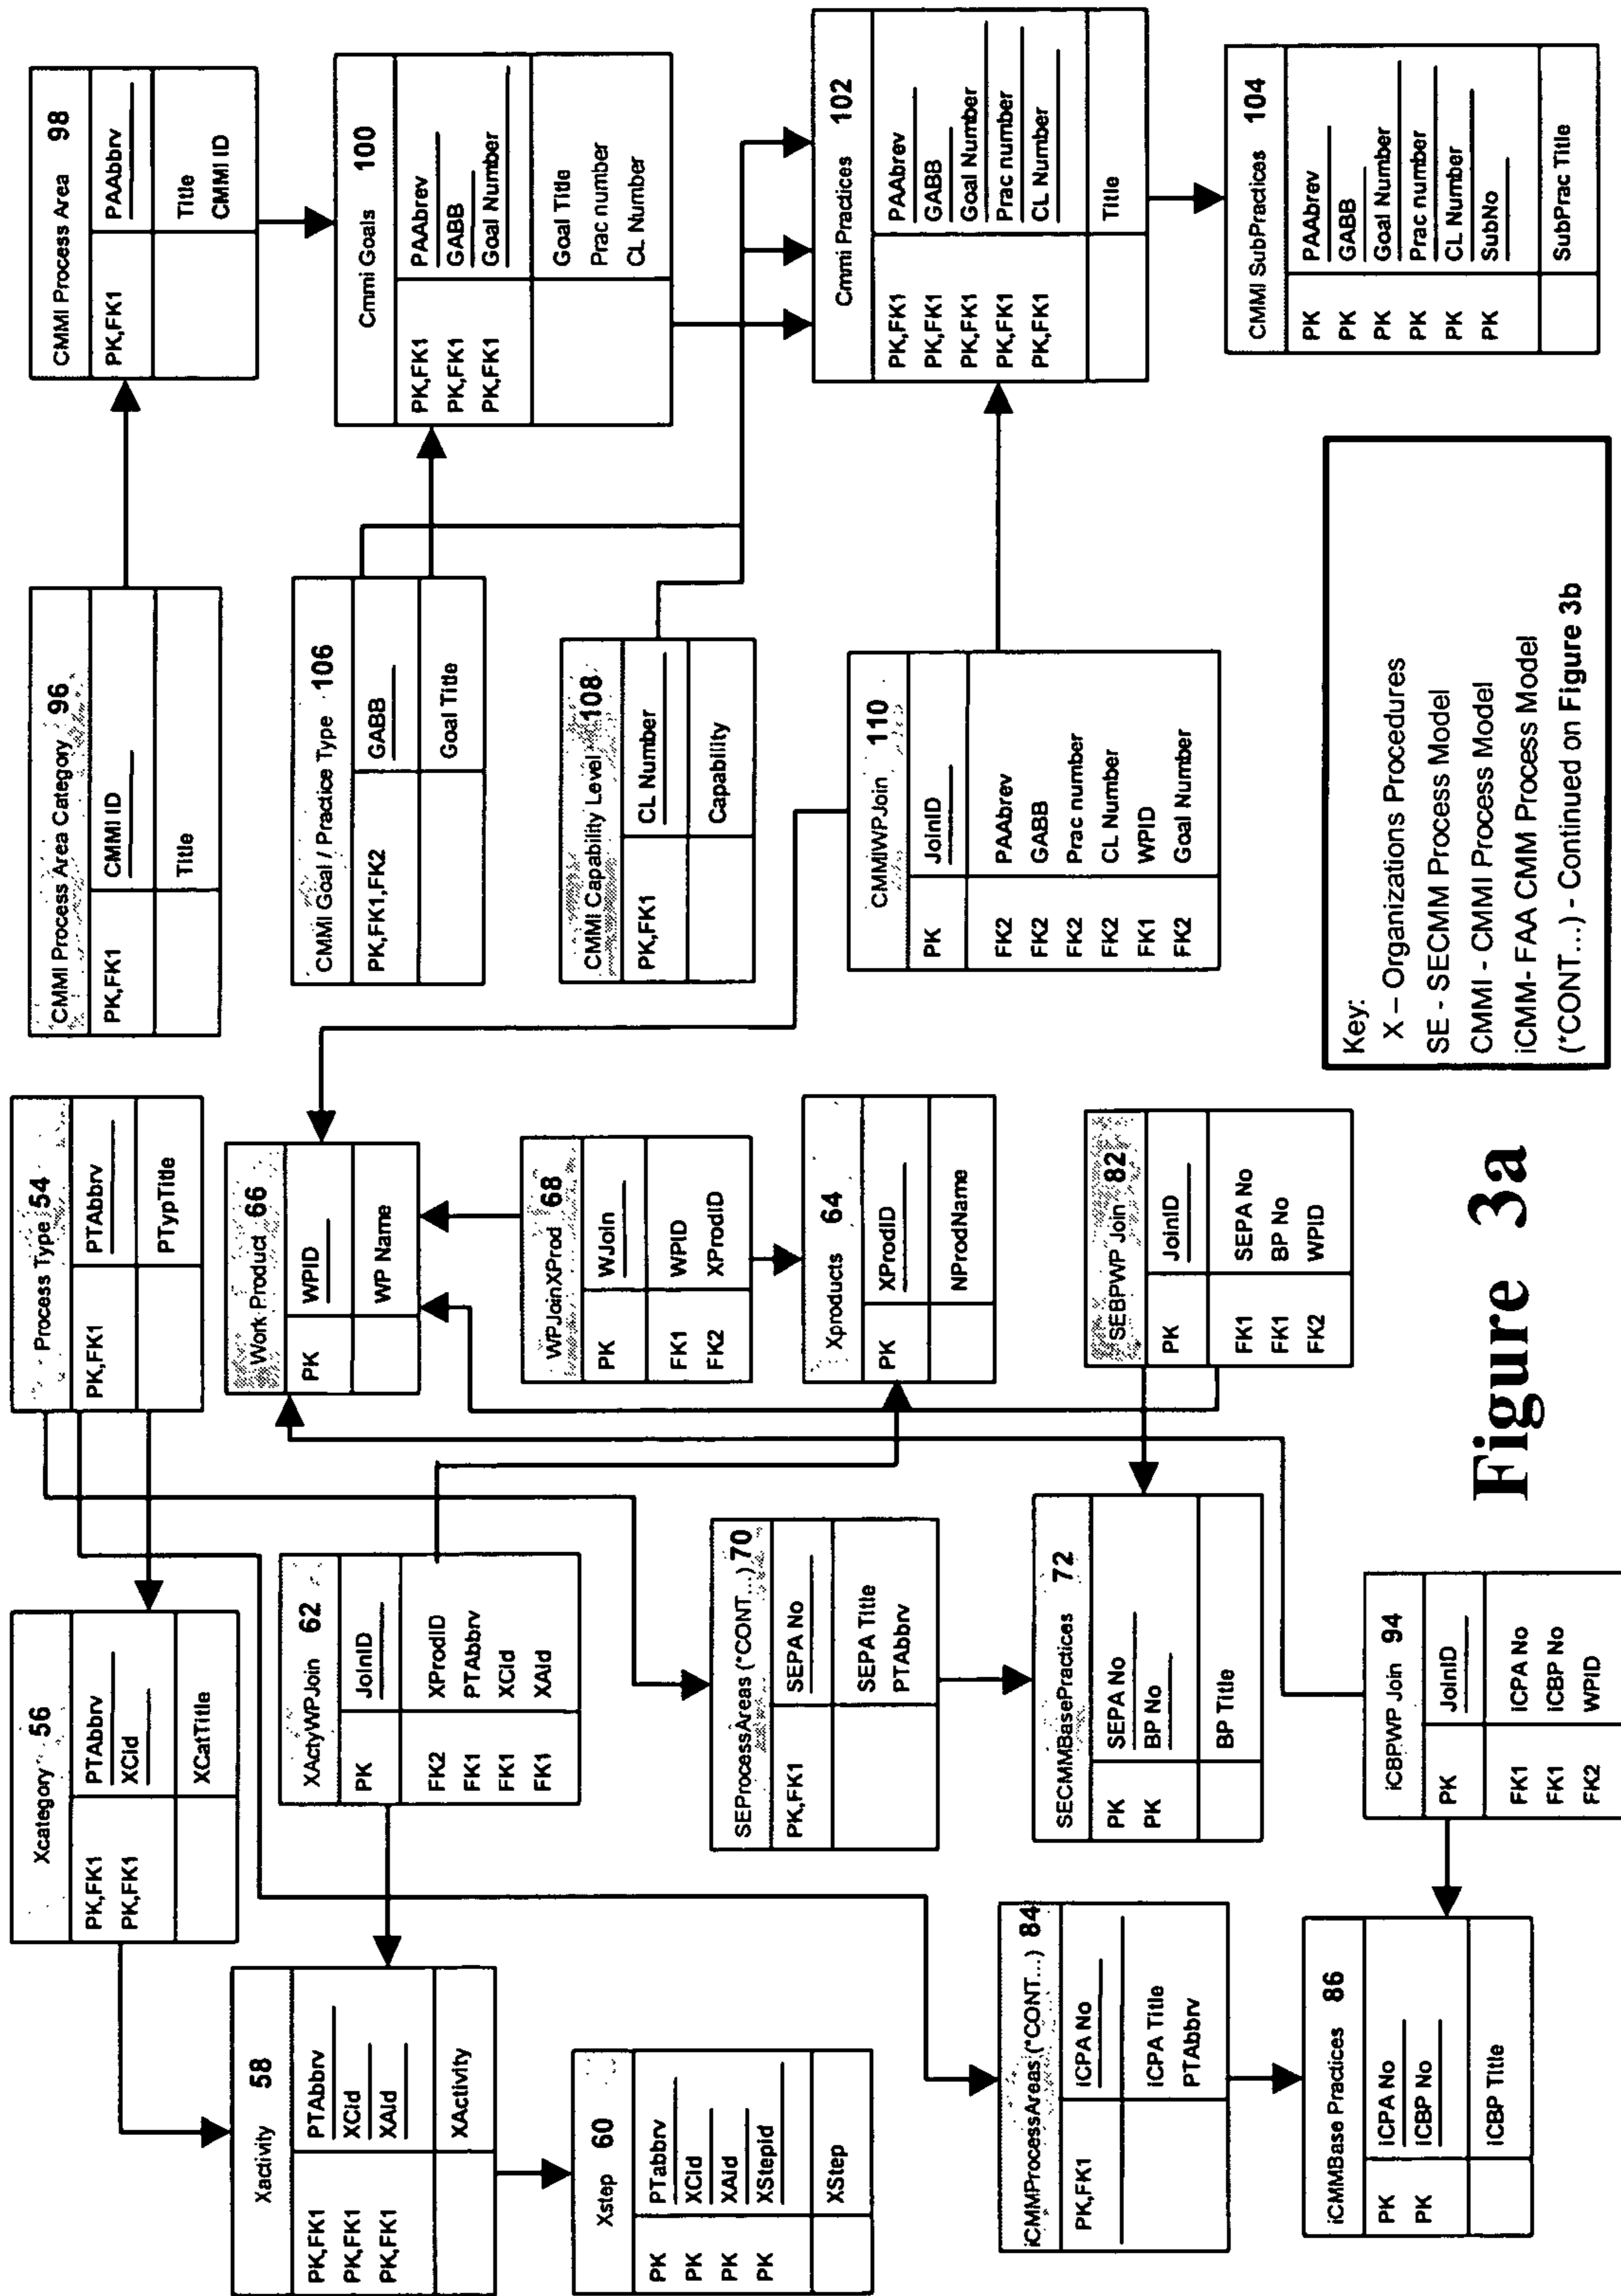 Xcategory 56
PK,FK1 PTAbbrv
PK,FK1 XCid
XCatTitle
Process Type 54
PK,FK1 PTAbbrv
PTypTitle
CMMI Process Area Category 96
PK,FK1 CMMI ID
Title
CMMI Process Area 98
PK,FK1 PAAbbrv
Title
CMMI ID
Xactivity 58
PK,FK1 PTAbbrv
PK,FK1 XCid
PK,FK1 XAid
XActivity
XActyWPJoin 62
PK JoinID
FK2 XProdID
FK1 PTAbbrv
FK1 XCid
FK1 XAid
Work Product 66
PK WPID
WP Name
CMMI Goal / Practice Type 106
PK,FK1,FK2 GABB
Goal Title
Cmmi Goals 100
PK,FK1 PAAbrev
PK,FK1 GABB
PK,FK1 Goal Number
Goal Title
Prac number
CL Number
Xstep 60
PK PTabbrv
PK XCid
PK XAid
PK XStepid
XStep
WPJoinXProd 68
PK WJoin
FK1 WPID
FK2 XProdID
CMMI Capability Level 108
PK,FK1 CL Number
Capability
SEProcessAreas (*CONT...) 70
PK,FK1 SEPA No
SEPA Title
PTAbbrv
Xproducts 64
PK XProdID
NProdName
CMMIWPJoin 110
PK JoinID
FK2 PAAbrev
FK2 GABB
FK2 Prac number
FK2 CL Number
FK1 WPID
FK2 Goal Number
Cmmi Practices 102
PK,FK1 PAAbrev
PK,FK1 GABB
PK,FK1 Goal Number
PK,FK1 Prac number
PK,FK1 CL Number
Title
iCMMProcessAreas (*CONT...) 84
PK,FK1 iCPA No
iCPA Title
PTAbbrv
SECMMBasePractices 72
PK SEPA No
PK BP No
BP Title
SEBPWP Join 82
PK JoinID
FK1 SEPA No
FK1 BP No
FK2 WPID
CMMI SubPractices 104
PK PAAbrev
PK GABB
PK Goal Number
PK Prac number
PK CL Number
PK SubNo
SubPrac Title
iCMMBase Practices 86
PK iCPA No
PK iCBP No
iCBP Title
iCBPWP Join 94
PK JoinID
FK1 iCPA No
FK1 iCBP No
FK2 WPID
Key:
X – Organizations Procedures
SE - SECMM Process Model
CMMI - CMMI Process Model
iCMM- FAA CMM Process Model
(*CONT...) - Continued on Figure 3b
Figure 3a